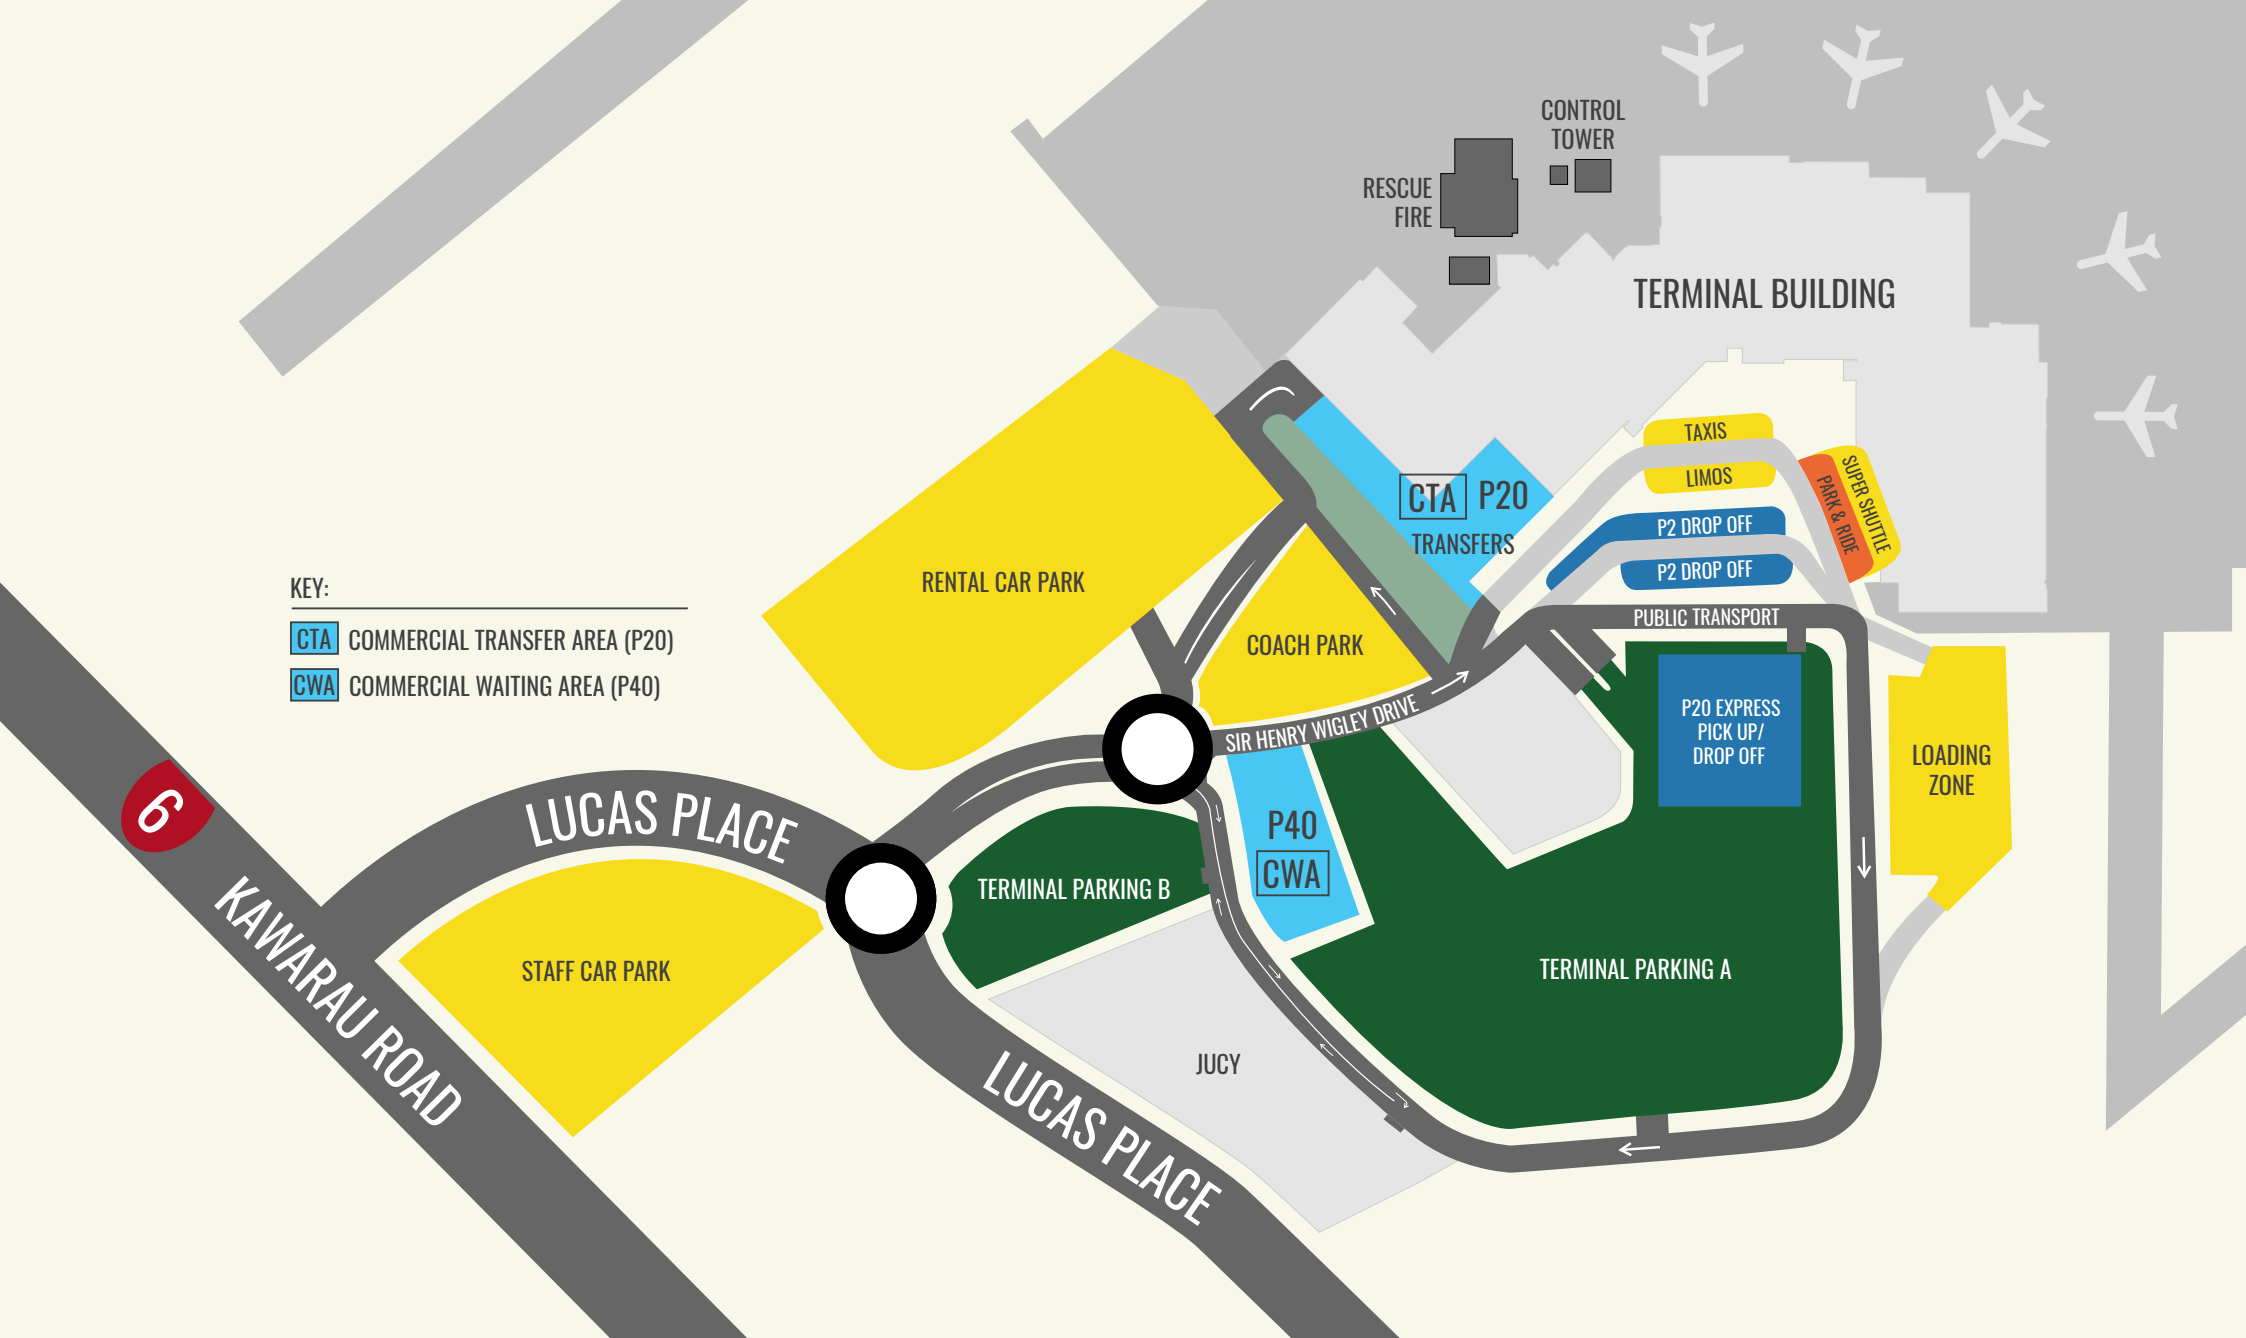 CONTROL
TOWER
RESCUE
FIRE
TERMINAL BUILDING
TAXIS
LIMOS
SUPER SHUTTLE
PARK & RIDE
CTA P20
TRANSFERS
P2 DROP OFF
P2 DROP OFF
RENTAL CAR PARK
KEY:
CTA COMMERCIAL TRANSFER AREA (P20)
CWA COMMERCIAL WAITING AREA (P40)
COACH PARK
PUBLIC TRANSPORT
SIR HENRY WIGLEY DRIVE
P20 EXPRESS
PICK UP/
DROP OFF
LOADING
ZONE
6
LUCAS PLACE
P40
CWA
TERMINAL PARKING B
KAWARAU ROAD
STAFF CAR PARK
TERMINAL PARKING A
JUCY
LUCAS PLACE